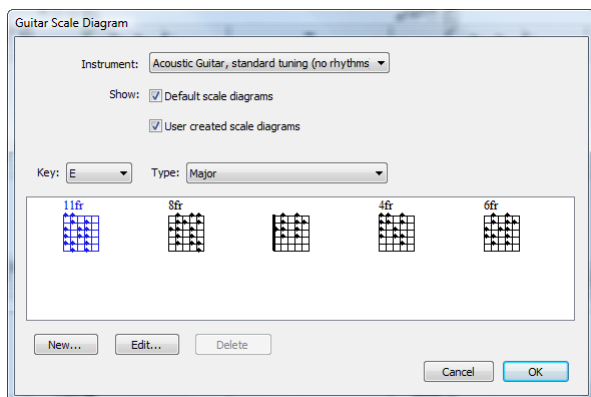 Guitar Scale Diagram
Instrument: Acoustic Guitar, standard tuning (no rhythms
Show: Default scale diagrams
User created scale diagrams
Key: E Type: Major
11fr 8fr 4fr 6fr
New... Edit... Delete
Cancel OK